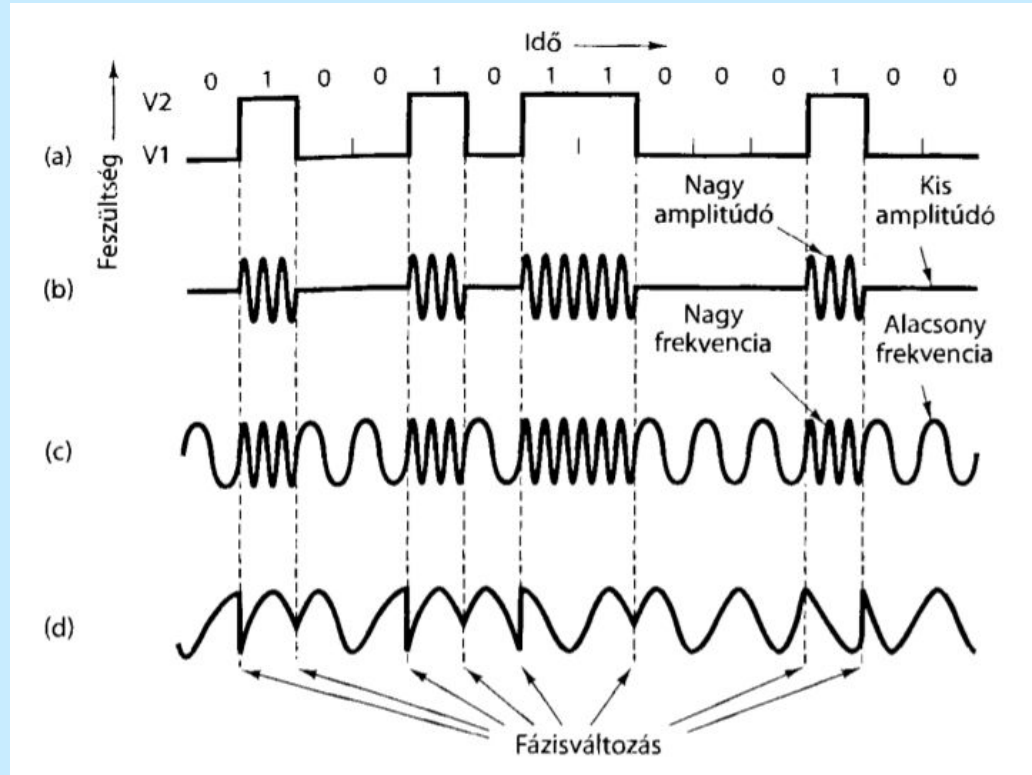 Idő
0 1 0 0 1 0 1 1 0 0 0 1 0 0
V2
V1
Feszültség
(a)
Nagy
amplitúdó
Kis
amplitúdó
(b)
Nagy
frekvencia
Alacsony
frekvencia
(c)
(d)
Fázisváltozás